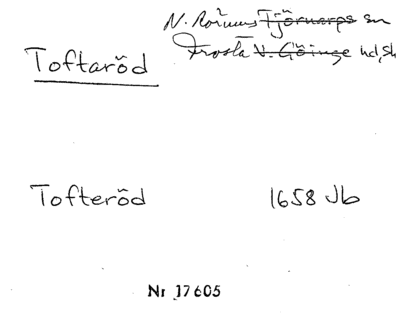 N. Rörums Tjörnarps sn
Toftaröd
Frosta V. Göinge hd, Sk
Tofteröd 1658 Jb
Nr 17605